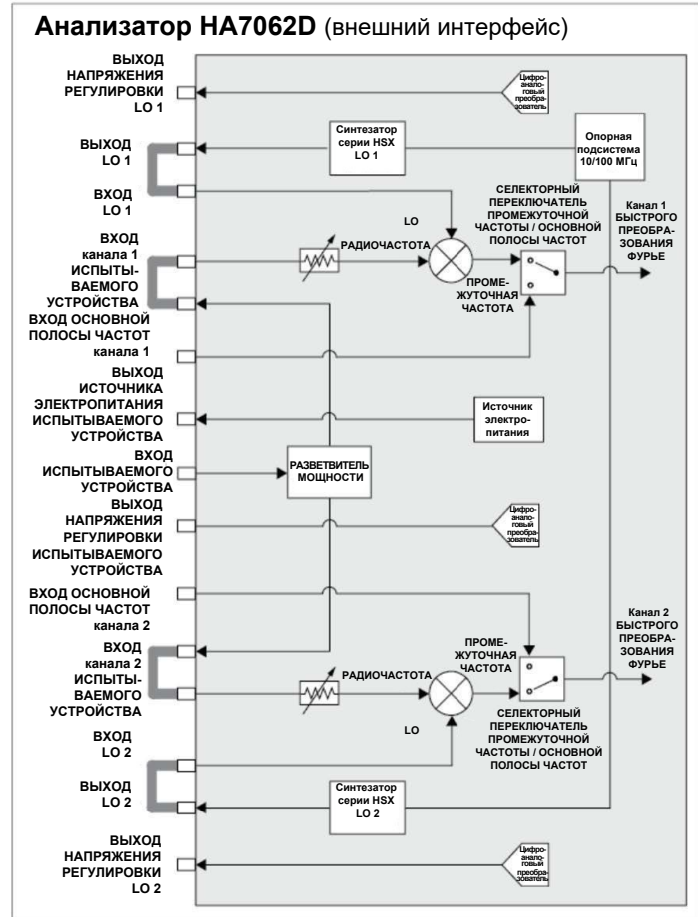 Анализатор HA7062D (внешний интерфейс)
ВЫХОД
НАПРЯЖЕНИЯ
РЕГУЛИРОВКИ
LO 1
Цифро-
анало-
говый
преобра-
зователь
ВЫХОД
LO 1
Синтезатор
серии HSX
LO 1
Опорная
подсистема
10/100 МГц
ВХОД
LO 1
LO
СЕЛЕКТОРНЫЙ
ПЕРЕКЛЮЧАТЕЛЬ
ПРОМЕЖУТОЧНОЙ
ЧАСТОТЫ / ОСНОВНОЙ
ПОЛОСЫ ЧАСТОТ
Канал 1
БЫСТРОГО
ПРЕОБРА-
ЗОВАНИЯ
ФУРЬЕ
ВХОД
канала 1
ИСПЫТЫ-
ВАЕМОГО
УСТРОЙСТВА
РАДИОЧАСТОТА
ПРОМЕ-
ЖУТОЧНАЯ
ЧАСТОТА
ВХОД ОСНОВНОЙ
ПОЛОСЫ ЧАСТОТ
канала 1
ВЫХОД
ИСТОЧНИКА
ЭЛЕКТРОПИТАНИЯ
ИСПЫТЫВАЕМОГО
УСТРОЙСТВА
Источник
электро-
питания
ВХОД
ИСПЫТЫВАЕМОГО
УСТРОЙСТВА
РАЗВЕТВИТЕЛЬ
МОЩНОСТИ
ВЫХОД
НАПРЯЖЕНИЯ
РЕГУЛИРОВКИ
ИСПЫТЫВАЕМОГО
УСТРОЙСТВА
Цифро-
анало-
говый
преобра-
зователь
ВХОД ОСНОВНОЙ
ПОЛОСЫ ЧАСТОТ
канала 2
Канал 2
БЫСТРОГО
ПРЕОБРА-
ЗОВАНИЯ
ФУРЬЕ
ВХОД
канала 2
ИСПЫТЫ-
ВАЕМОГО
УСТРОЙСТВА
РАДИОЧАСТОТА
ПРОМЕ-
ЖУТОЧНАЯ
ЧАСТОТА
LO
СЕЛЕКТОРНЫЙ
ПЕРЕКЛЮЧАТЕЛЬ
ПРОМЕЖУТОЧНОЙ
ЧАСТОТЫ / ОСНОВНОЙ
ПОЛОСЫ ЧАСТОТ
ВХОД
LO 2
ВЫХОД
LO 2
Синтезатор
серии HSX
LO 2
ВЫХОД
НАПРЯЖЕНИЯ
РЕГУЛИРОВКИ
LO 2
Цифро-
анало-
говый
преобра-
зователь